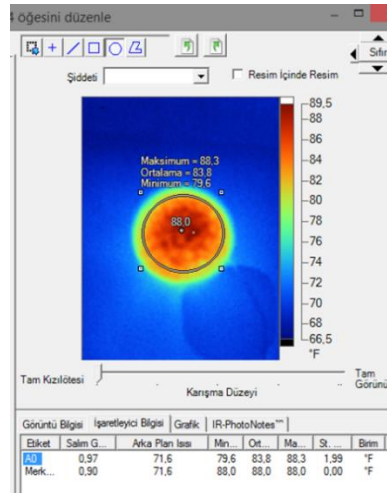 öğesini düzenle
Sıfır
Şiddeti
Resim İçinde Resim
89,5
88
86
84
82
80
78
76
74
72
70
68
66,5
°F
Maksimum = 88,3
Ortalama = 83,8
Minimum = 79,6
88,0
Tam Kızılötesi
Karışma Düzeyi
Tam
Görünü
Görüntü Bilgisi İşaretleyici Bilgisi Grafik IR-PhotoNotes™
Etiket Salım G... Arka Plan Isısı Min... Ort... Ma... St. ... Birim
A0 0,97 71,6 79,6 83,8 88,3 1,99 °F
Merk... 0,90 71,6 88,0 88,0 88,0 0,00 °F